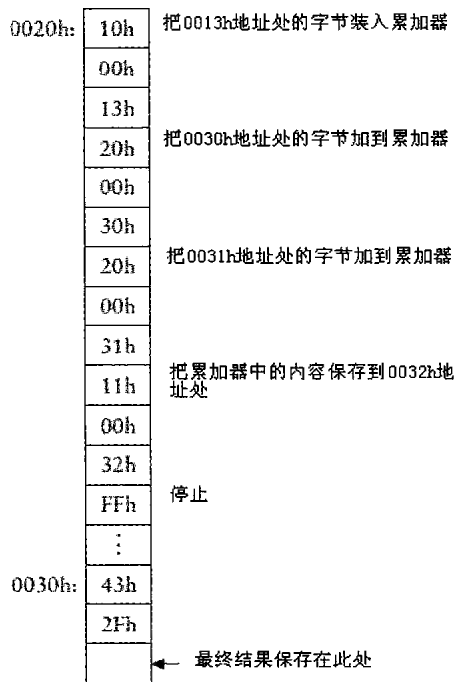 0020h: 10h 把0013h地址处的字节装入累加器
00h
13h
20h 把0030h地址处的字节加到累加器
00h
30h
20h 把0031h地址处的字节加到累加器
00h
31h
11h 把累加器中的内容保存到0032h地
址处
00h
32h
FFh 停止
⋮
0030h: 43h
2Fh
最终结果保存在此处